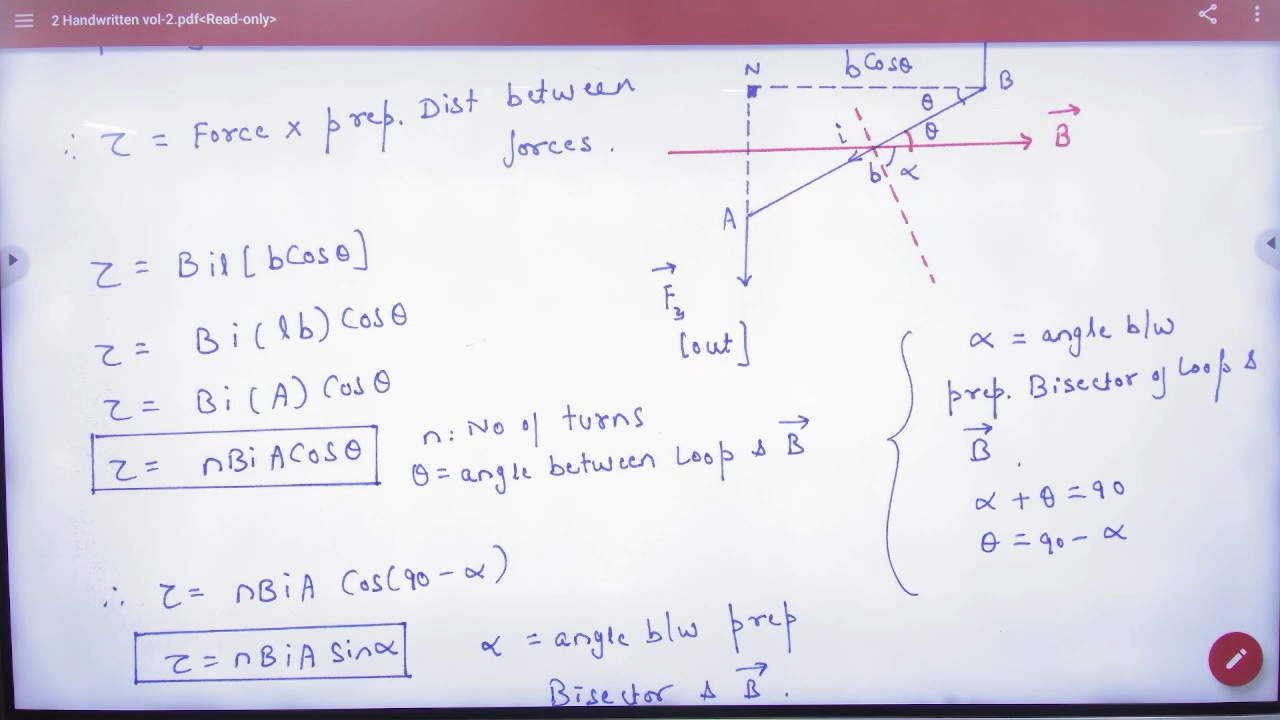 2 Handwritten vol-2.pdf<Read-only>
∴ τ = Force × prep. Dist between
forces.
N
b Cosθ
B
θ
θ
i
b
α
B⃗
A
F⃗₃
[out]
τ = Bil[bCosθ]
τ = Bi(lb)Cosθ
τ = Bi(A) Cosθ
τ = nBiACosθ
n: No of turns
θ = angle between Loop & B⃗
α = angle b/w
prep. Bisector of Loop &
B⃗.
α + θ = 90
θ = 90 - α
∴ τ = nBiA Cos(90 - α)
τ = nBiA Sinα
α = angle b/w prep
Bisector & B⃗.